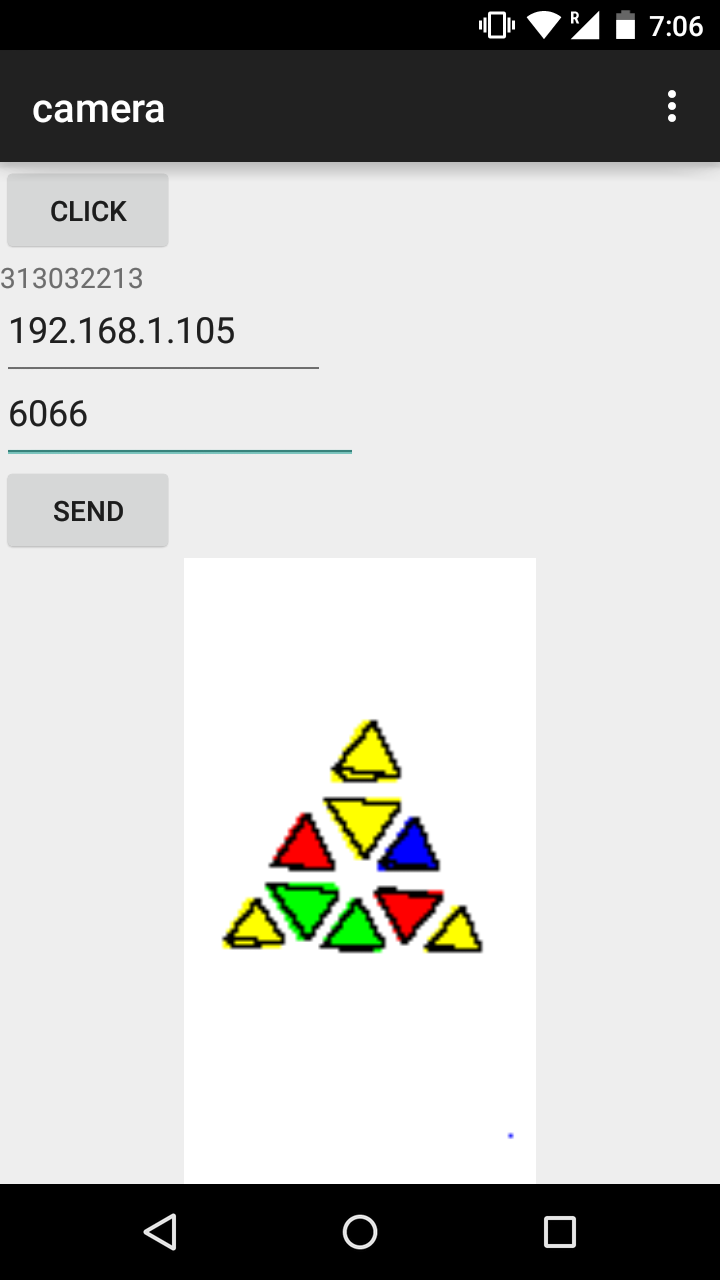 R 7:06
camera
CLICK
313032213
192.168.1.105
6066
SEND